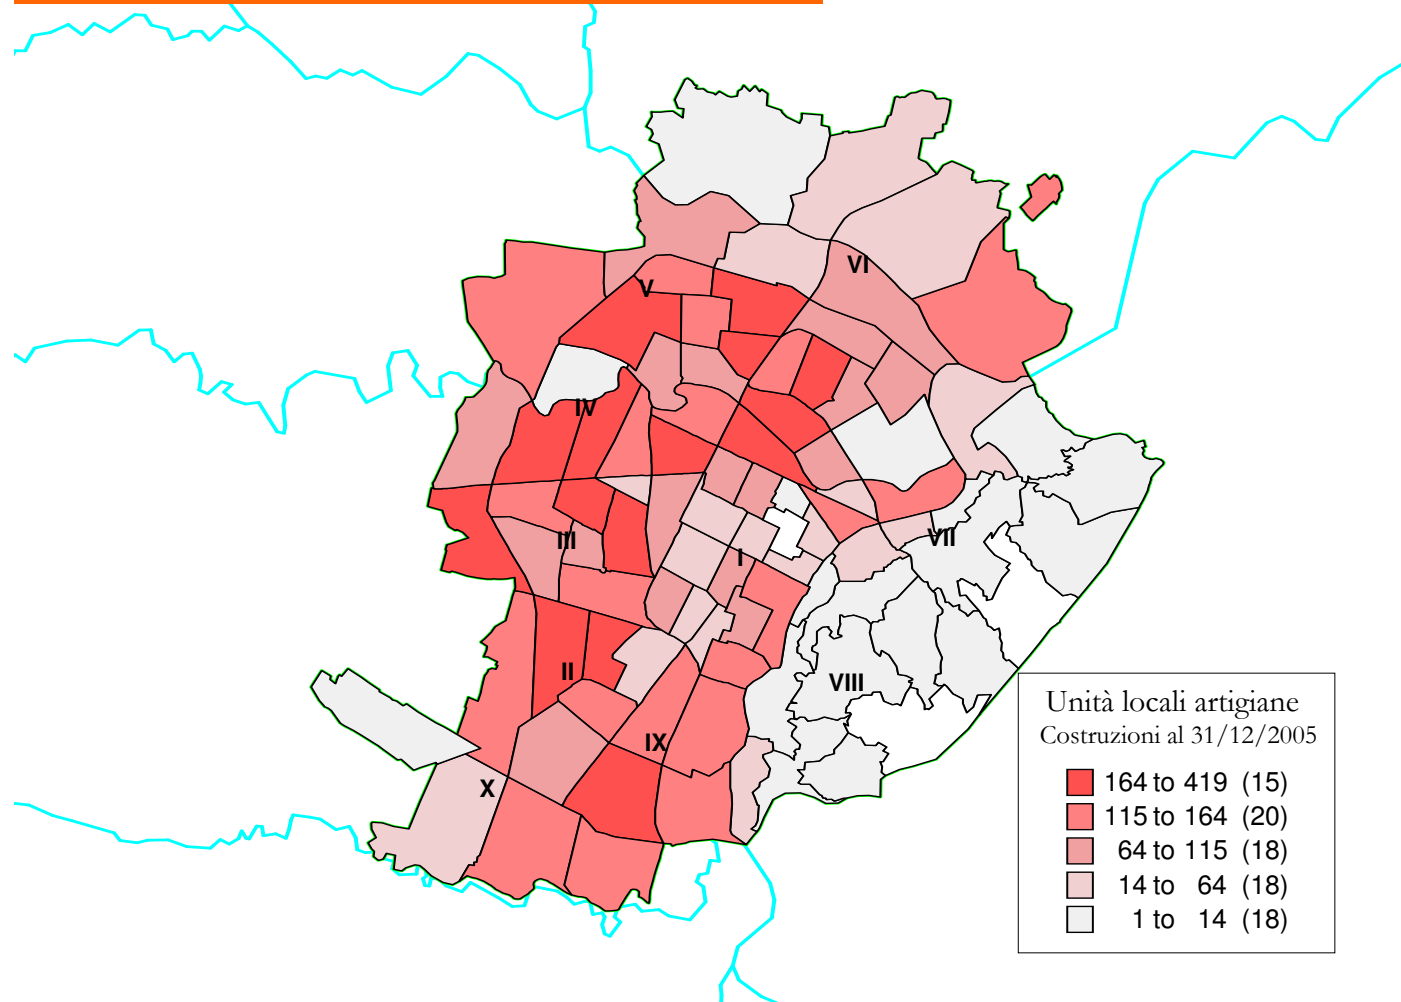 VI
V
IV
VII
III
I
II
VIII
IX
X
Unità locali artigiane
Costruzioni al 31/12/2005
164 to 419 (15)
115 to 164 (20)
64 to 115 (18)
14 to 64 (18)
1 to 14 (18)